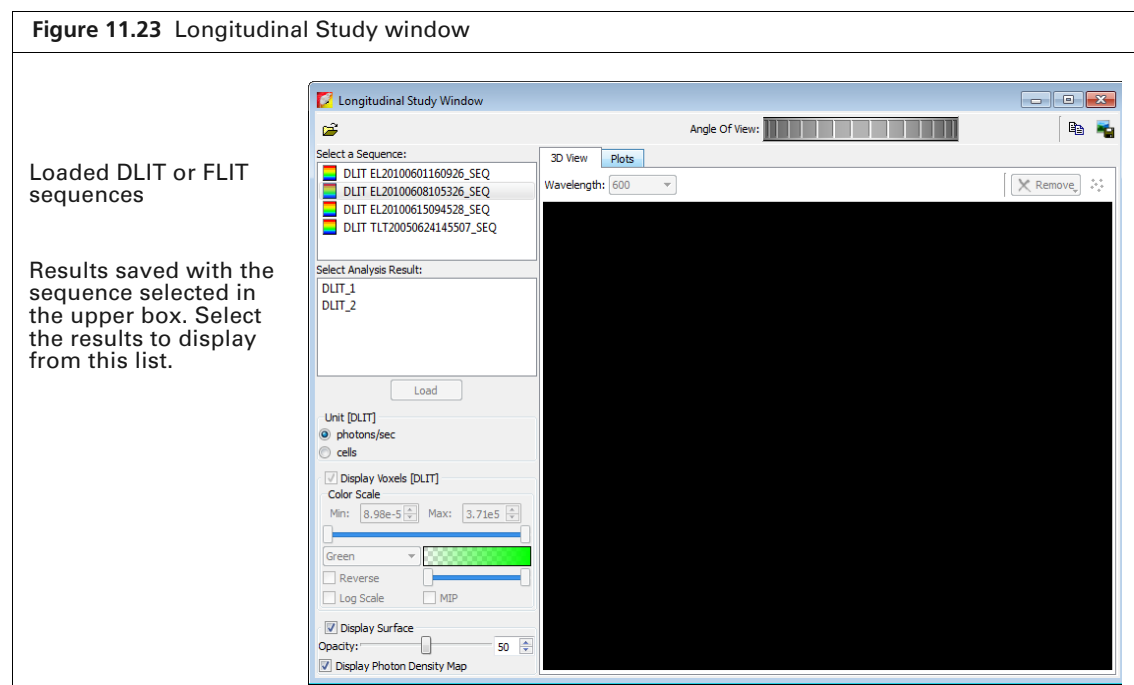 Figure 11.23 Longitudinal Study window
Loaded DLIT or FLIT
sequences
Results saved with the
sequence selected in
the upper box. Select
the results to display
from this list.
Longitudinal Study Window
Angle Of View:
Select a Sequence:
DLIT EL20100601160926_SEQ
DLIT EL20100608105326_SEQ
DLIT EL20100615094528_SEQ
DLIT TLT20050624145507_SEQ
Select Analysis Result:
DLIT_1
DLIT_2
Load
Unit [DLIT]
photons/sec
cells
Display Voxels [DLIT]
Color Scale
Min: 8.98e-5 Max: 3.71e5
Green
Reverse
Log Scale MIP
Display Surface
Opacity: 50
Display Photon Density Map
3D View Plots
Wavelength: 600
Remove